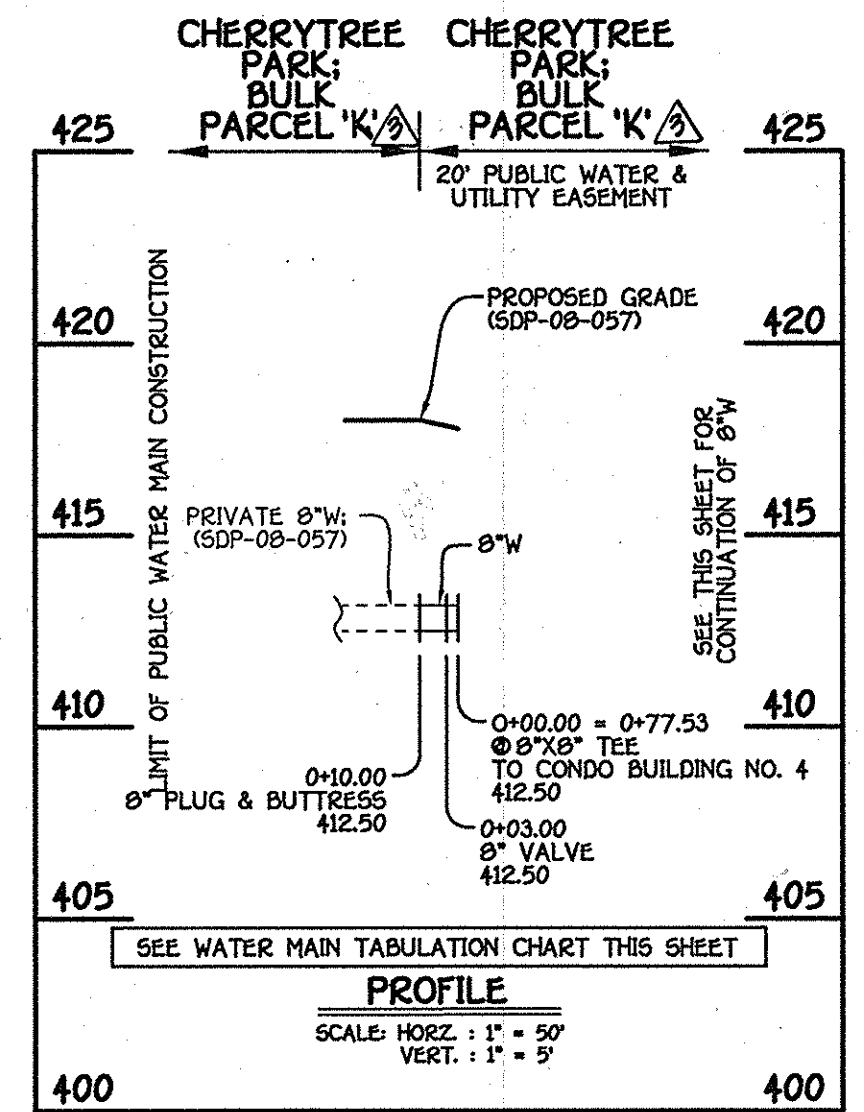 CHERRYTREE
PARK;
BULK
PARCEL 'K' 3
CHERRYTREE
PARK;
BULK
PARCEL 'K' 3
425
425
20' PUBLIC WATER &
UTILITY EASEMENT
LIMIT OF PUBLIC WATER MAIN CONSTRUCTION
PROPOSED GRADE
(SDP-08-057)
420
420
SEE THIS SHEET FOR
CONTINUATION OF 8"W
415
415
PRIVATE 8"W;
(SDP-08-057)
8"W
410
410
0+00.00 = 0+77.53
@ 8"X8" TEE
TO CONDO BUILDING NO. 4
412.50
0+10.00
8" PLUG & BUTTRESS
412.50
0+03.00
8" VALVE
412.50
405
405
SEE WATER MAIN TABULATION CHART THIS SHEET
PROFILE
SCALE: HORZ. : 1" = 50'
VERT. : 1" = 5'
400
400